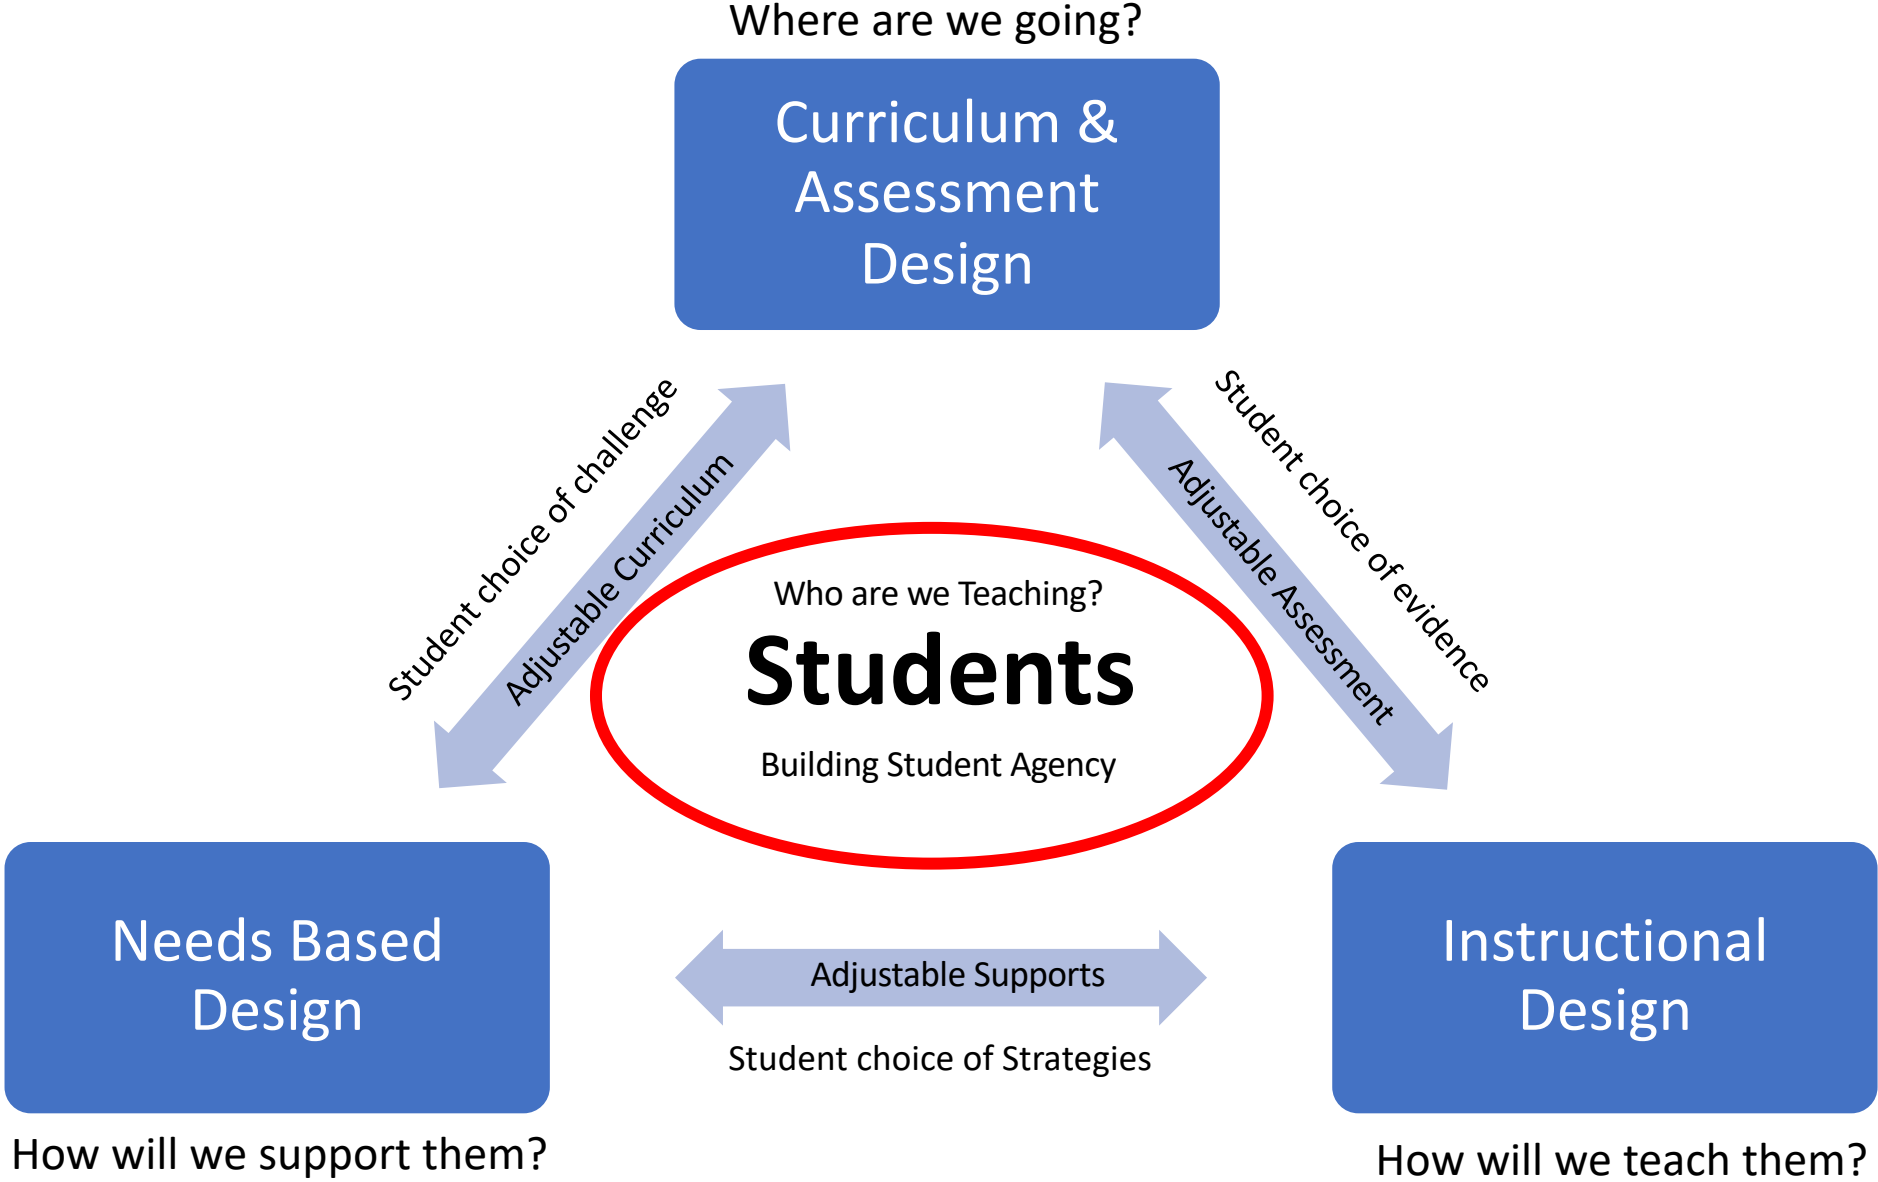 Where are we going?
Curriculum &
Assessment
Design
Student choice of challenge
Adjustable Curriculum
Adjustable Assessment
Student choice of evidence
Who are we Teaching?
Students
Building Student Agency
Needs Based
Design
Adjustable Supports
Student choice of Strategies
Instructional
Design
How will we support them?
How will we teach them?